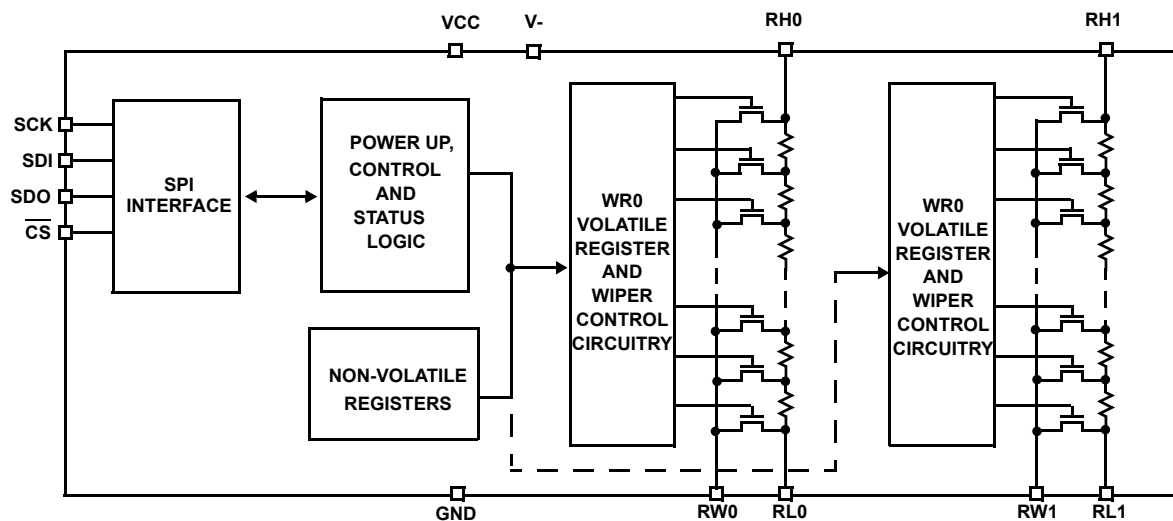 VCC
V-
RH0
RH1
SCK
SDI
SDO
CS
SPI
INTERFACE
POWER UP,
CONTROL
AND
STATUS
LOGIC
NON-VOLATILE
REGISTERS
WR0
VOLATILE
REGISTER
AND
WIPER
CONTROL
CIRCUITRY
WR0
VOLATILE
REGISTER
AND
WIPER
CONTROL
CIRCUITRY
GND
RW0
RL0
RW1
RL1